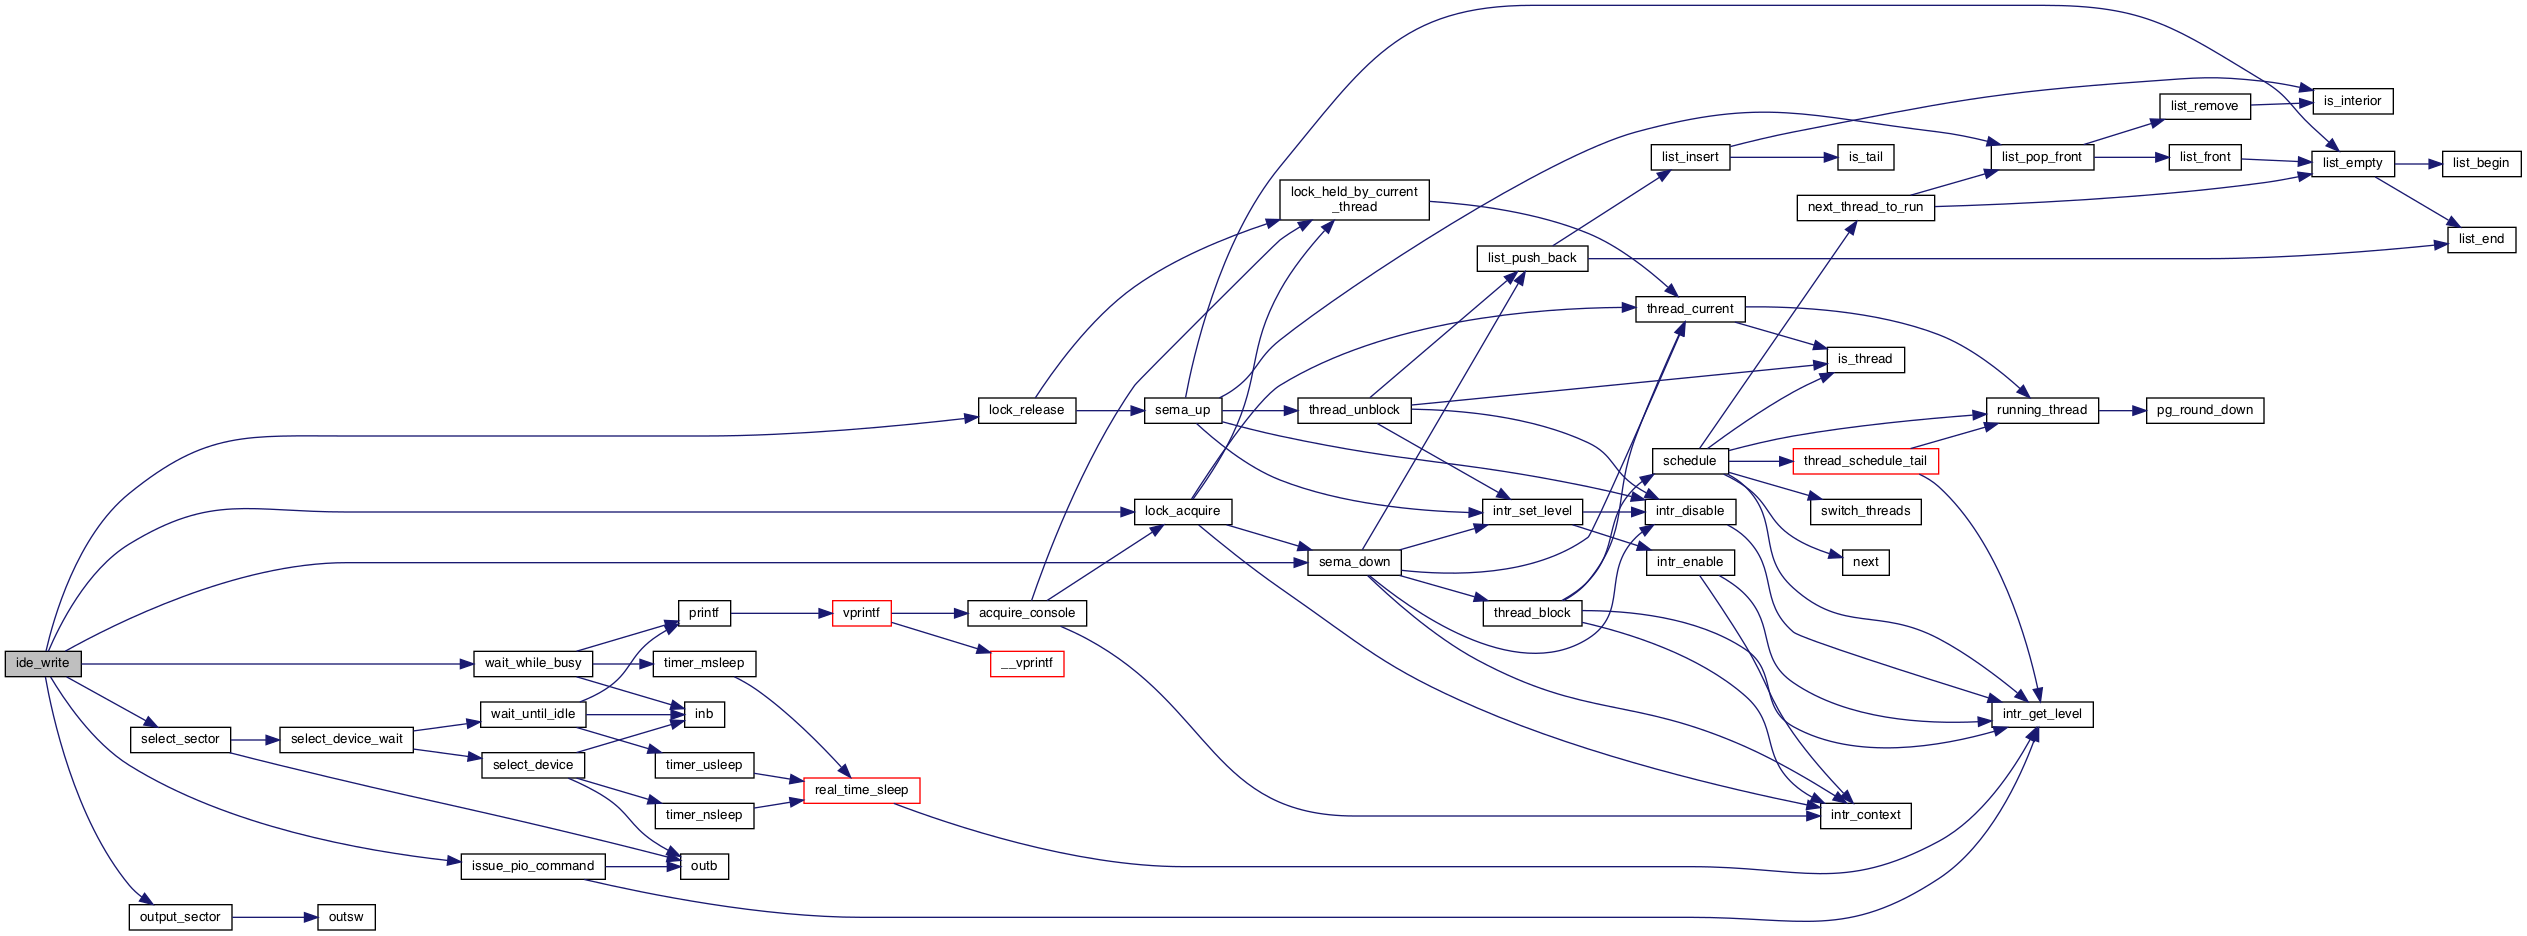 ide_write
select_sector
output_sector
select_device_wait
outsw
wait_while_busy
wait_until_idle
select_device
issue_pio_command
printf
timer_msleep
inb
timer_usleep
timer_nsleep
outb
vprintf
real_time_sleep
lock_release
acquire_console
__vprintf
sema_up
lock_acquire
lock_held_by_current
_thread
thread_unblock
sema_down
list_push_back
intr_set_level
thread_block
list_insert
thread_current
schedule
intr_disable
intr_enable
is_tail
next_thread_to_run
is_thread
thread_schedule_tail
switch_threads
next
intr_context
list_pop_front
running_thread
intr_get_level
list_remove
list_front
pg_round_down
is_interior
list_empty
list_begin
list_end